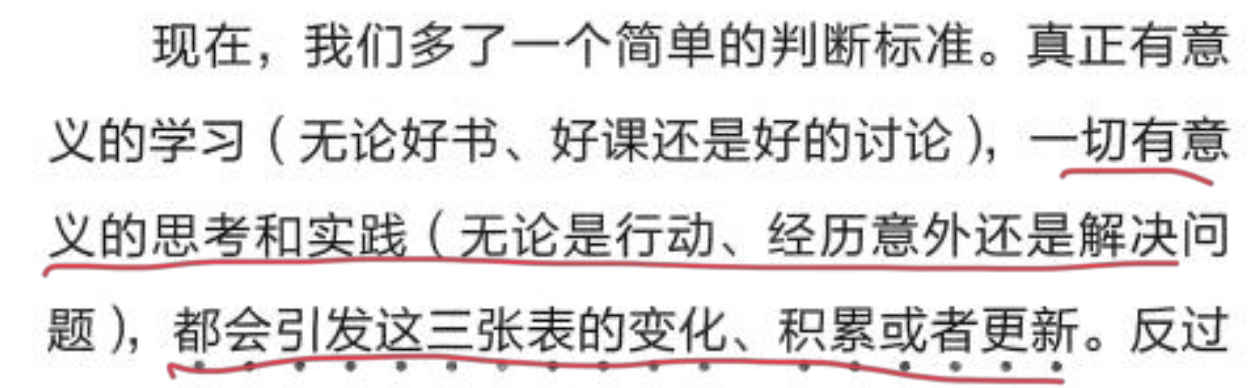 现在，我们多了一个简单的判断标准。真正有意
义的学习（无论好书、好课还是好的讨论），一切有意
义的思考和实践（无论是行动、经历意外还是解决问
题），都会引发这三张表的变化、积累或者更新。反过